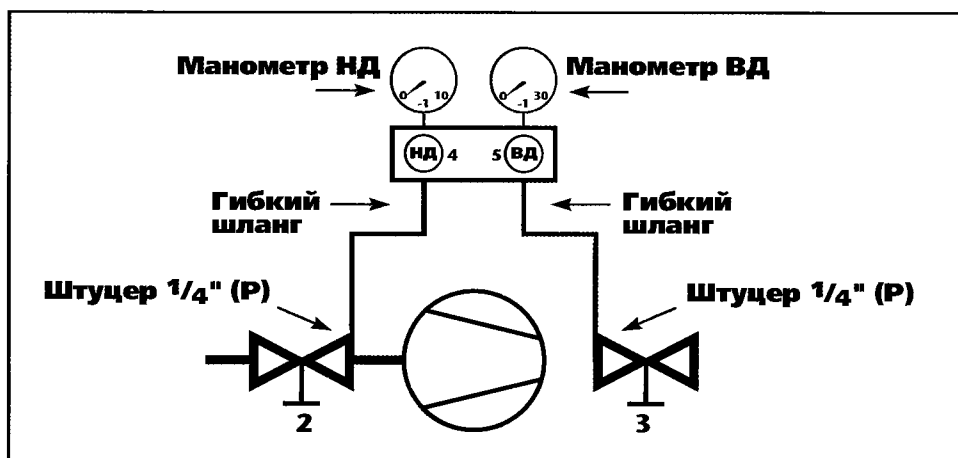 Манометр НД
Манометр ВД
0 -1 10
0 -1 30
НД 4
5 ВД
Гибкий
шланг
Гибкий
шланг
Штуцер 1/4" (P)
Штуцер 1/4" (P)
2
3